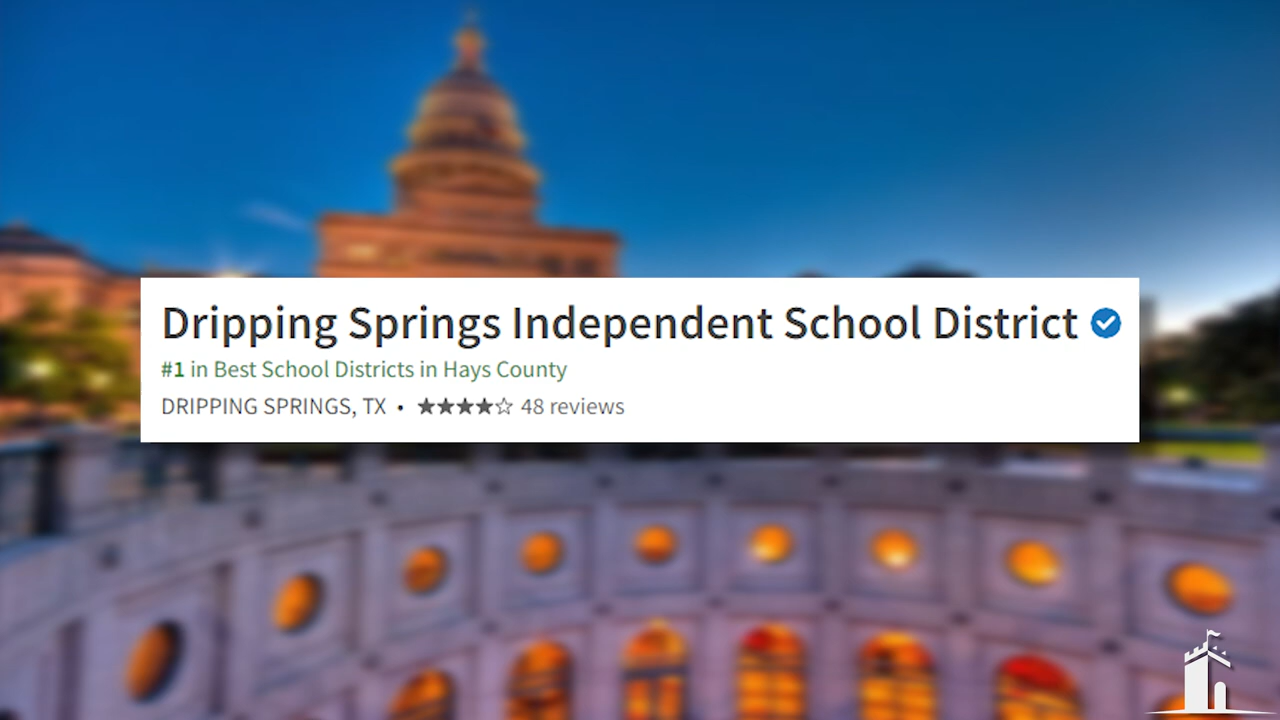 Dripping Springs Independent School District
#1 in Best School Districts in Hays County
DRIPPING SPRINGS, TX • ★★★★☆ 48 reviews